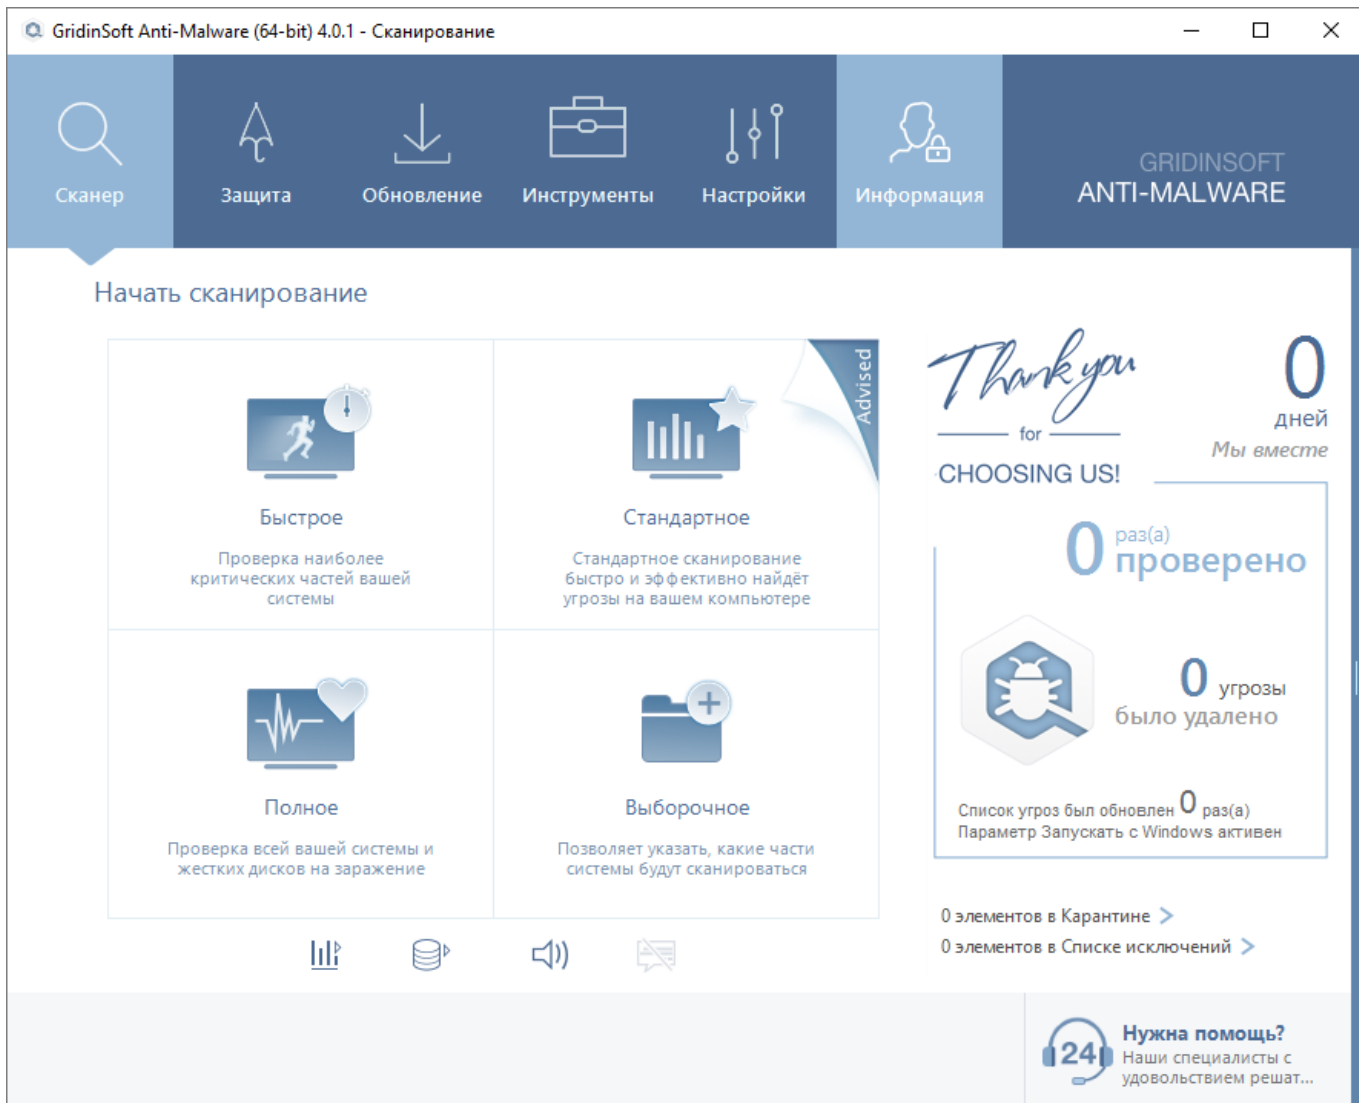 GridinSoft Anti-Malware (64-bit) 4.0.1 - Сканирование
Сканер
Защита
Обновление
Инструменты
Настройки
Информация
GRIDINSOFT
ANTI-MALWARE
Начать сканирование
Быстрое
Проверка наиболее
критических частей вашей
системы
Advised
Стандартное
Стандартное сканирование
быстро и эффективно найдёт
угрозы на вашем компьютере
Полное
Проверка всей вашей системы и
жестких дисков на заражение
Выборочное
Позволяет указать, какие части
системы будут сканироваться
Thank you
for
CHOOSING US!
0
дней
Мы вместе
0 раз(а)
проверено
0 угрозы
было удалено
Список угроз был обновлен 0 раз(а)
Параметр Запускать с Windows активен
0 элементов в Карантине
0 элементов в Списке исключений
24
Нужна помощь?
Наши специалисты с
удовольствием решат...